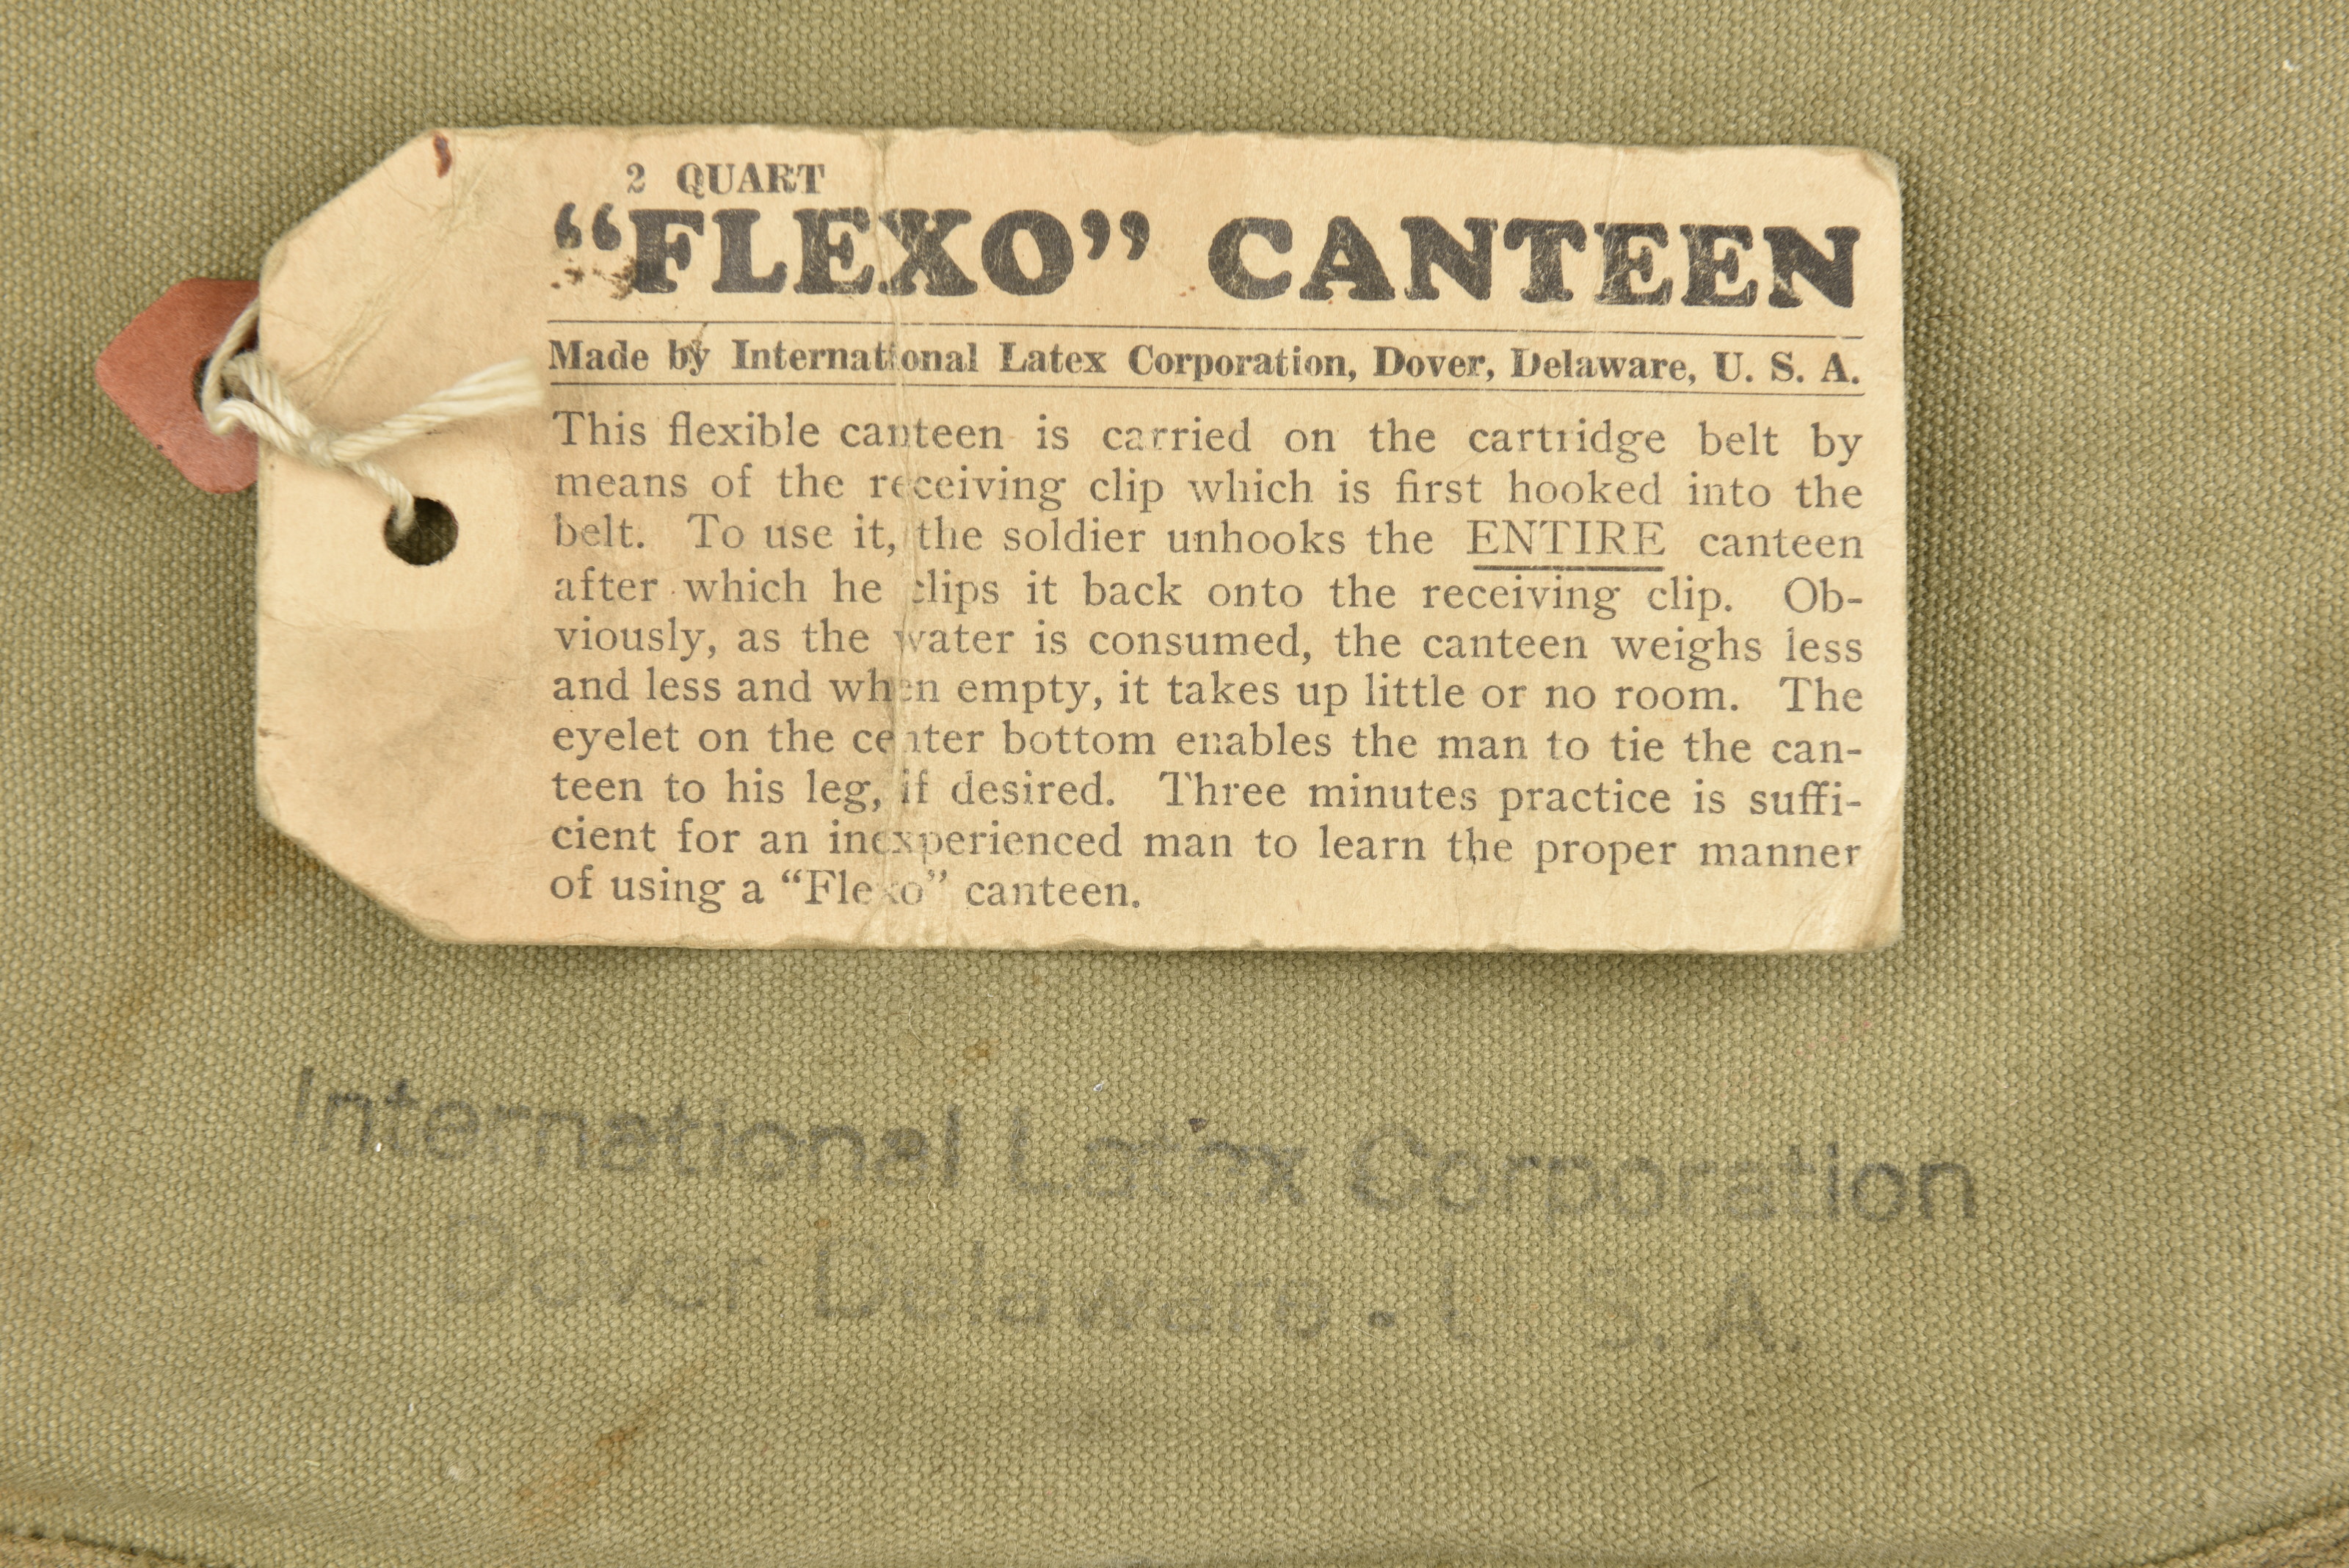 2 QUART
“FLEXO” CANTEEN
Made by International Latex Corporation, Dover, Delaware, U. S. A.
This flexible canteen is carried on the cartridge belt by
means of the receiving clip which is first hooked into the
belt. To use it, the soldier unhooks the ENTIRE canteen
after which he clips it back onto the receiving clip. Ob-
viously, as the water is consumed, the canteen weighs less
and less and when empty, it takes up little or no room. The
eyelet on the center bottom enables the man to tie the can-
teen to his leg, if desired. Three minutes practice is suffi-
cient for an inexperienced man to learn the proper manner
of using a “Flexo” canteen.
International Latex Corporation
Dover Delaware - U. S. A.